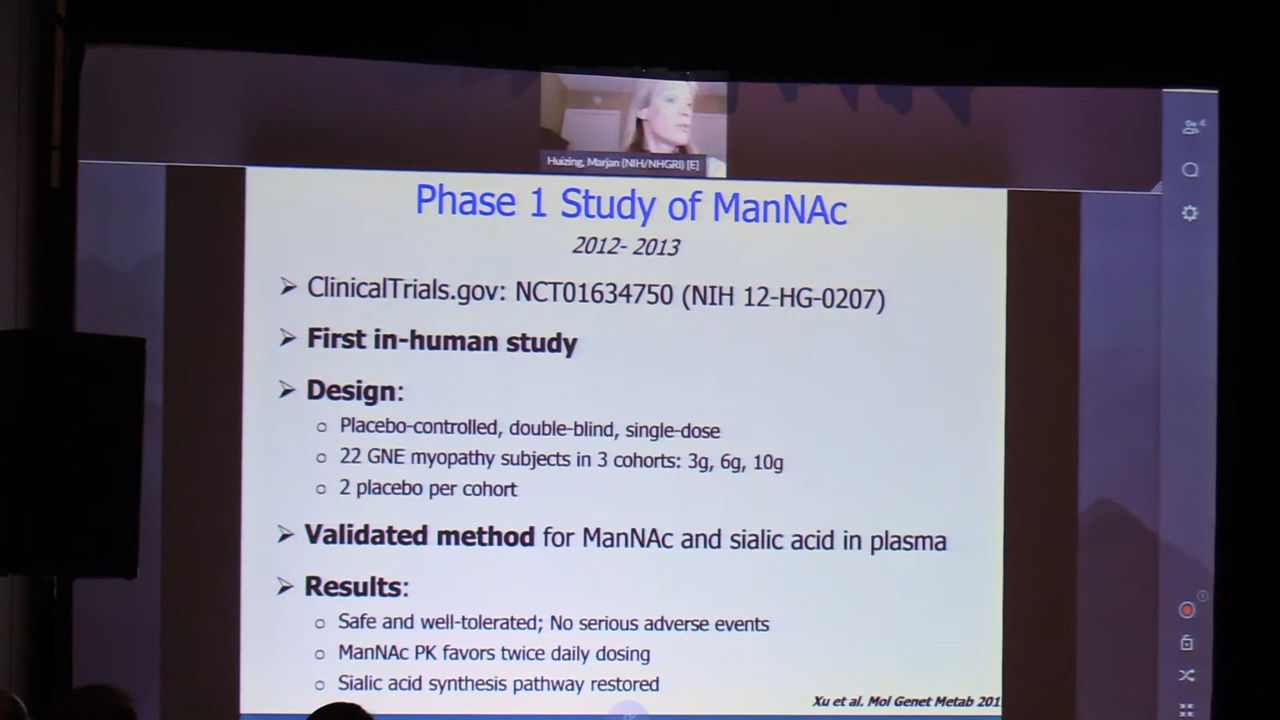 4
Huizing, Marjan (NIH/NHGRI) [E]
Phase 1 Study of ManNAc
2012- 2013
➢ ClinicalTrials.gov: NCT01634750 (NIH 12-HG-0207)
➢ First in-human study
➢ Design:
o Placebo-controlled, double-blind, single-dose
o 22 GNE myopathy subjects in 3 cohorts: 3g, 6g, 10g
o 2 placebo per cohort
➢ Validated method for ManNAc and sialic acid in plasma
➢ Results:
o Safe and well-tolerated; No serious adverse events
o ManNAc PK favors twice daily dosing
o Sialic acid synthesis pathway restored
Xu et al. Mol Genet Metab 201